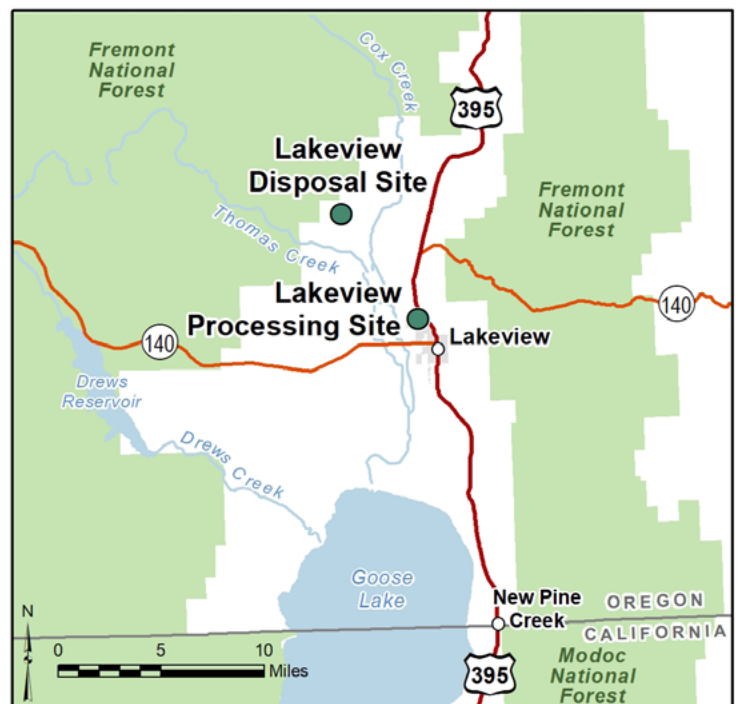 Fremont
National
Forest
Cox Creek
395
Lakeview
Disposal Site
Fremont
National
Forest
Thomas Creek
Lakeview
Processing Site
140
140
Lakeview
Drews
Reservoir
Drews Creek
Goose
Lake
New Pine
Creek
OREGON
CALIFORNIA
N
0 5 10
Miles
395
Modoc
National
Forest